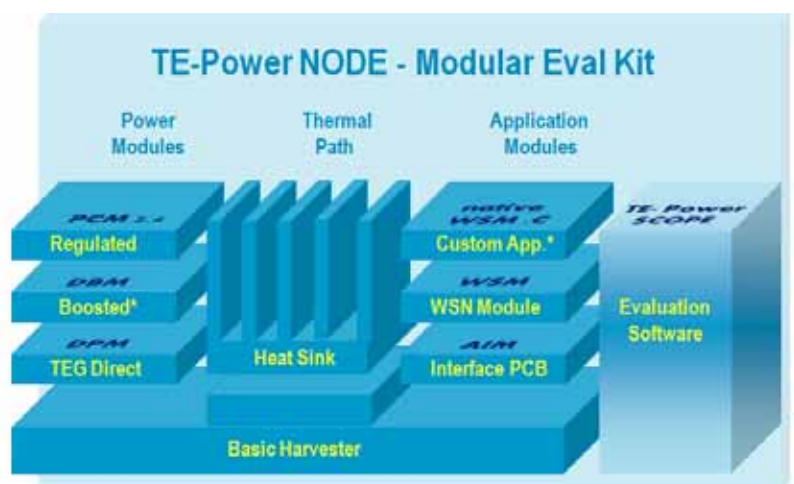 TE-Power NODE - Modular Eval Kit
Power
Modules
Thermal
Path
Application
Modules
PCM 2.4
Regulated
DBM
Boosted*
DPM
TEG Direct
Heat Sink
native
WSM .C
Custom App.*
WSM
WSN Module
AIM
Interface PCB
TE-Power
SCOPE
Evaluation
Software
Basic Harvester